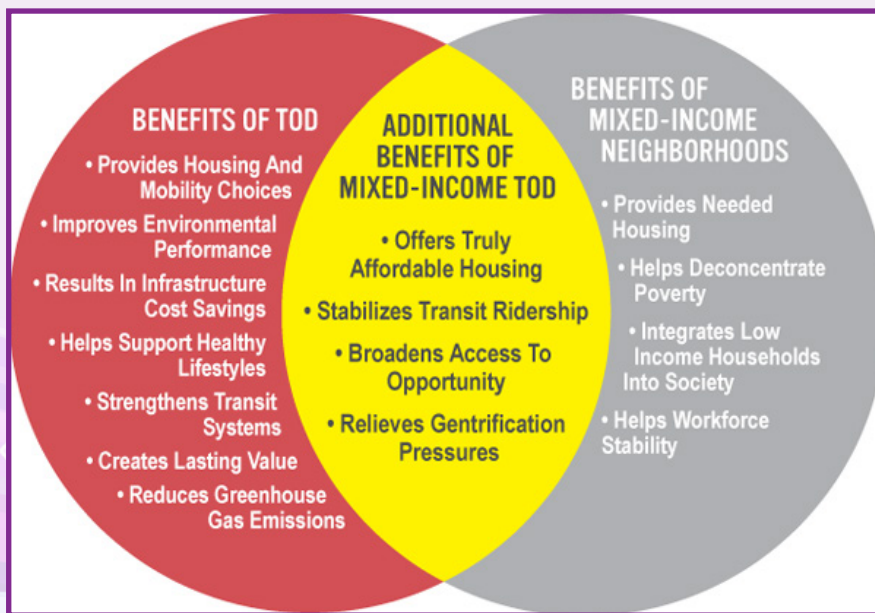 BENEFITS OF TOD
• Provides Housing And
Mobility Choices
• Improves Environmental
Performance
• Results In Infrastructure
Cost Savings
• Helps Support Healthy
Lifestyles
• Strengthens Transit
Systems
• Creates Lasting Value
• Reduces Greenhouse
Gas Emissions
ADDITIONAL
BENEFITS OF
MIXED-INCOME TOD
• Offers Truly
Affordable Housing
• Stabilizes Transit Ridership
• Broadens Access To
Opportunity
• Relieves Gentrification
Pressures
BENEFITS OF
MIXED-INCOME
NEIGHBORHOODS
• Provides Needed
Housing
• Helps Deconcentrate
Poverty
• Integrates Low
Income Households
Into Society
• Helps Workforce
Stability